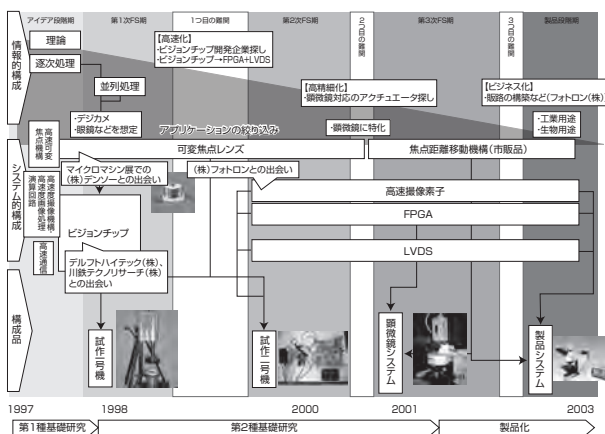 アイデア段階期
第1次FS期
1つ目の難関
第2次FS期
2つ目の難関
第3次FS期
3つ目の難関
製品段階期
情報的構成
理論
逐次処理
並列処理
・デジカメ
・眼鏡などを想定
【高速化】
・ビジョンチップ開発企業探し
・ビジョンチップ→FPGA+LVDS
【高精細化】
・顕微鏡対応のアクチュエータ探し
【ビジネス化】
・販路の構築など(フォトロン(株))
アプリケーションの絞り込み
・顕微鏡に特化
・工業用途
・生物用途
システム的構成
高速可変
焦点機構
可変焦点レンズ
焦点距離移動機構(市販品)
マイクロマシン展での
(株)デンソーとの出会い
(株)フォトロンとの出会い
高速度撮像機構・
高速度画像処理
演算回路
ビジョンチップ
高速撮像素子
FPGA
LVDS
高速通信
デルフトハイテック(株)、
川鉄テクノリサーチ(株)
との出会い
構成品
試作一号機
試作二号機
顕微鏡システム
製品システム
1997
1998
2000
2001
2003
第1種基礎研究
第2種基礎研究
製品化